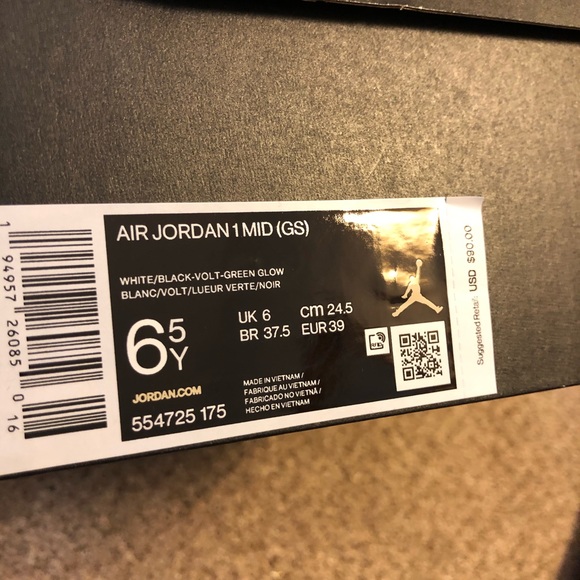 AIR JORDAN 1 MID (GS)
WHITE/BLACK-VOLT-GREEN GLOW
BLANC/VOLT/LUEUR VERTE/NOIR
6 5Y
UK 6 CM 24.5
BR 37.5 EUR 39
JORDAN.COM
554725 175
MADE IN VIETNAM /
FABRIQUE AU VIETNAM /
FABRICADO NO VIETNÃ /
HECHO EN VIETNAM
1 94957 26085 0 16
Suggested Retail USD $90.00